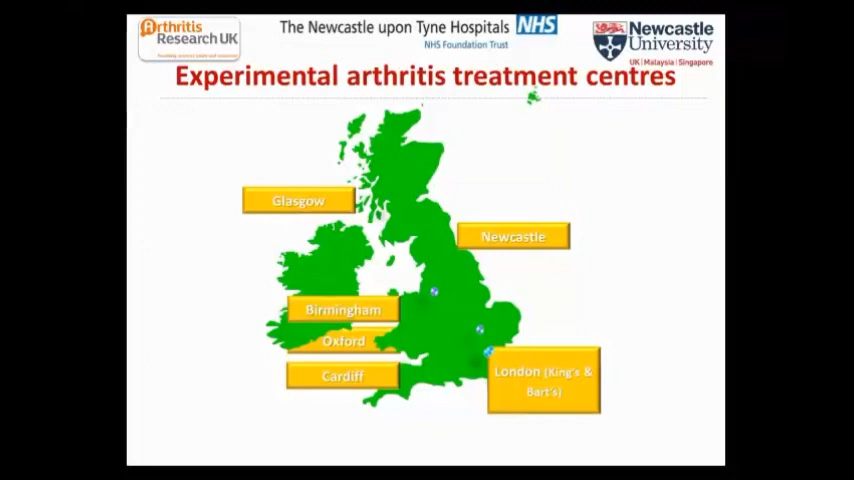 Arthritis
Research UK
The Newcastle upon Tyne Hospitals NHS
NHS Foundation Trust
Newcastle
University
UK | Malaysia | Singapore
Experimental arthritis treatment centres
Glasgow
Newcastle
Birmingham
Oxford
Cardiff
London (King's &
Bart's)